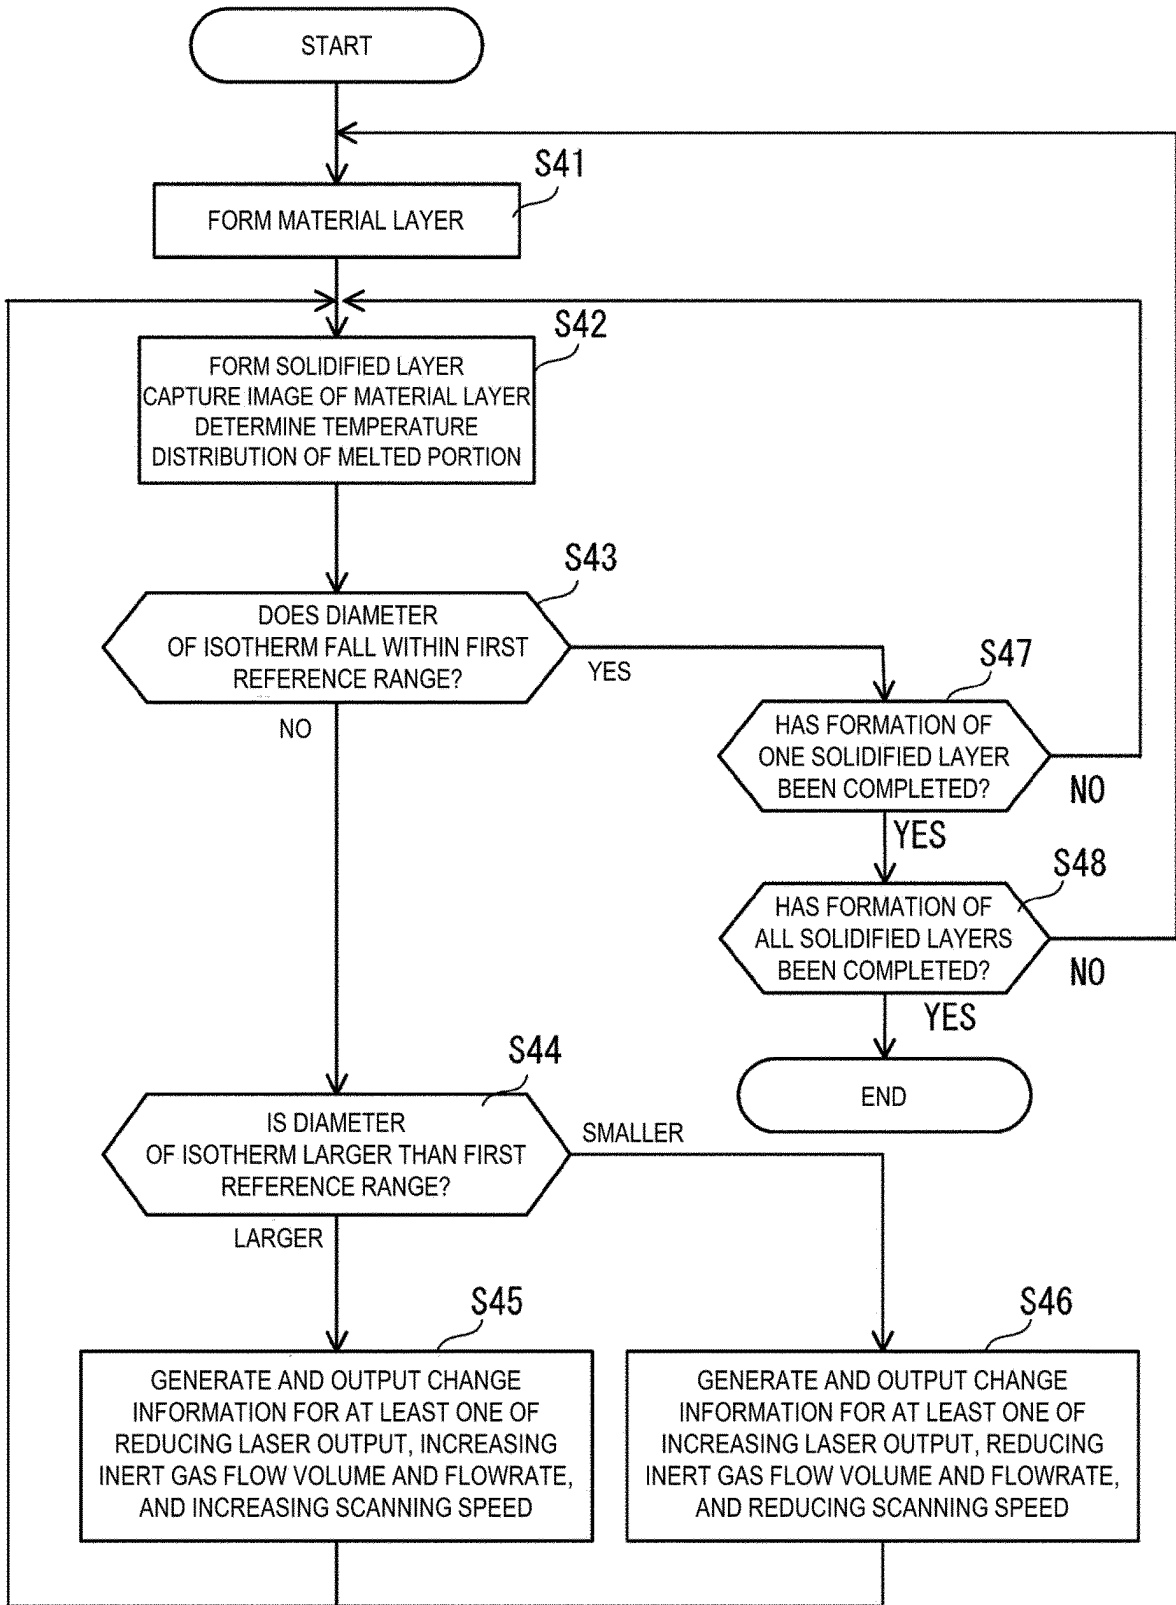 START
S41
FORM MATERIAL LAYER
S42
FORM SOLIDIFIED LAYER
CAPTURE IMAGE OF MATERIAL LAYER
DETERMINE TEMPERATURE
DISTRIBUTION OF MELTED PORTION
S43
DOES DIAMETER
OF ISOTHERM FALL WITHIN FIRST
REFERENCE RANGE?
YES
NO
S47
HAS FORMATION OF
ONE SOLIDIFIED LAYER
BEEN COMPLETED?
NO
YES
S48
HAS FORMATION OF
ALL SOLIDIFIED LAYERS
BEEN COMPLETED?
NO
YES
END
S44
IS DIAMETER
OF ISOTHERM LARGER THAN FIRST
REFERENCE RANGE?
SMALLER
LARGER
S45
GENERATE AND OUTPUT CHANGE
INFORMATION FOR AT LEAST ONE OF
REDUCING LASER OUTPUT, INCREASING
INERT GAS FLOW VOLUME AND FLOWRATE,
AND INCREASING SCANNING SPEED
S46
GENERATE AND OUTPUT CHANGE
INFORMATION FOR AT LEAST ONE OF
INCREASING LASER OUTPUT, REDUCING
INERT GAS FLOW VOLUME AND FLOWRATE,
AND REDUCING SCANNING SPEED